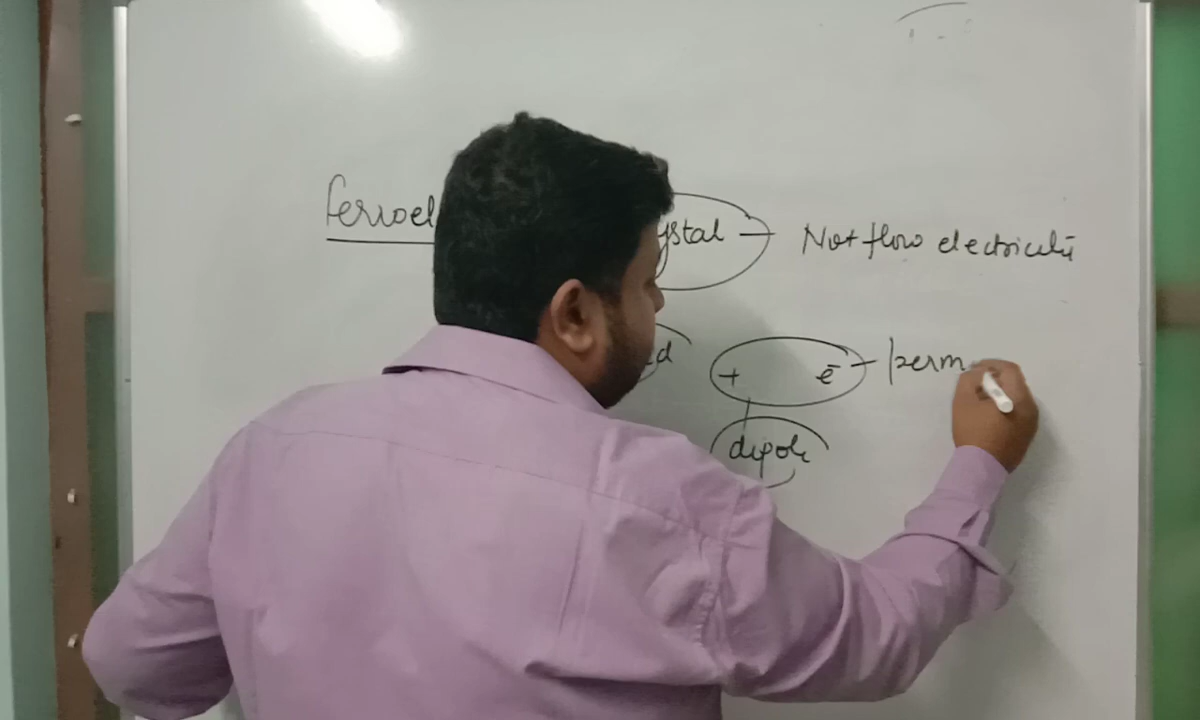 Ferroel ystal — Not flow electricity
d + e̅ — perm
dipole